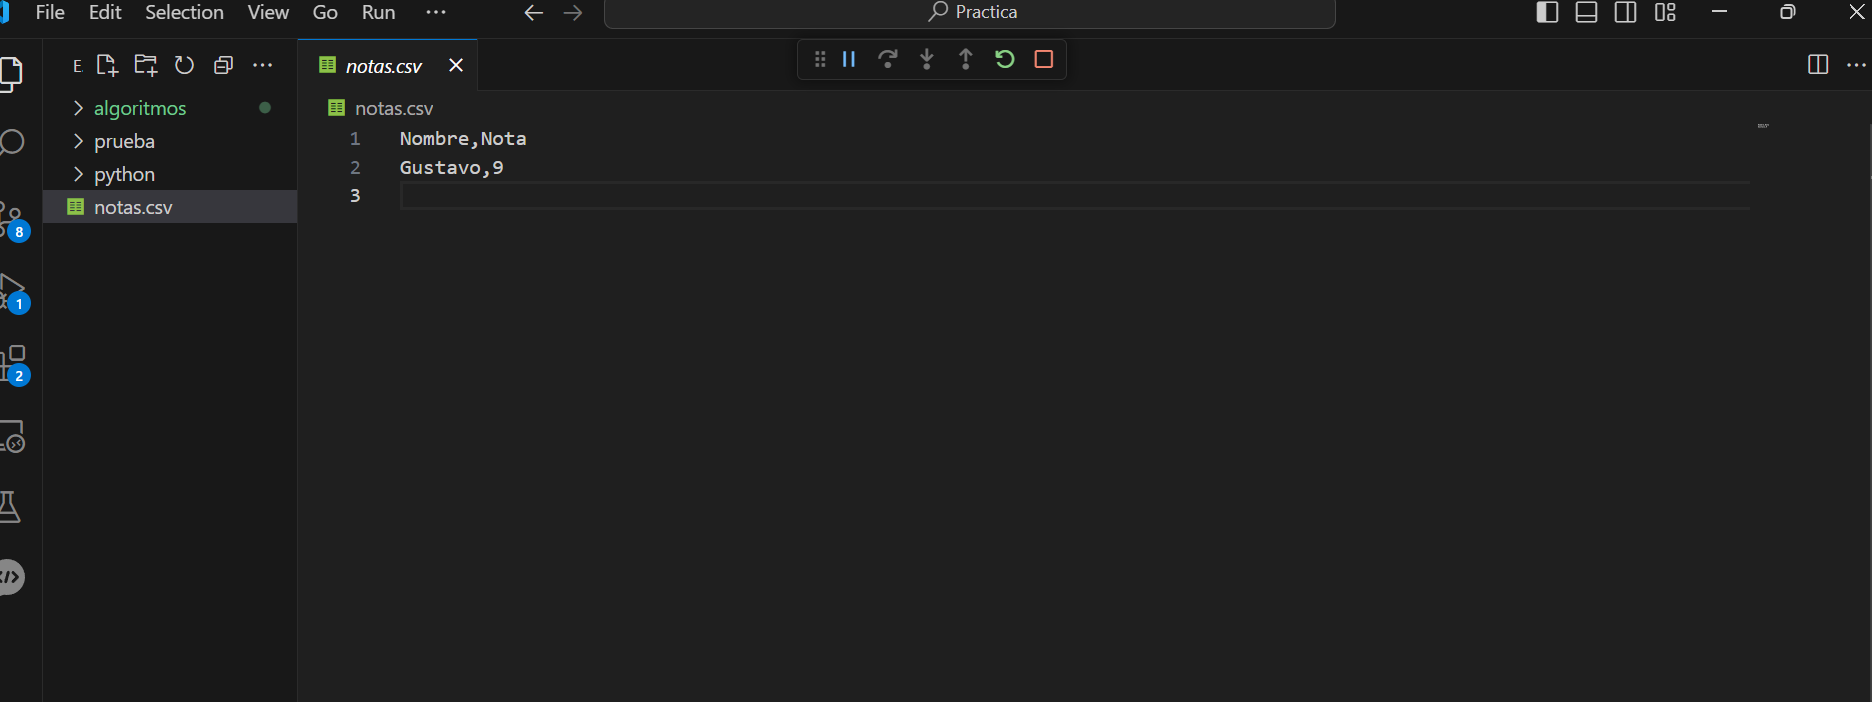 File Edit Selection View Go Run ···
Practica
E
notas.csv
algoritmos
prueba
python
notas.csv
8
1
2
notas.csv
1 Nombre,Nota
2 Gustavo,9
3